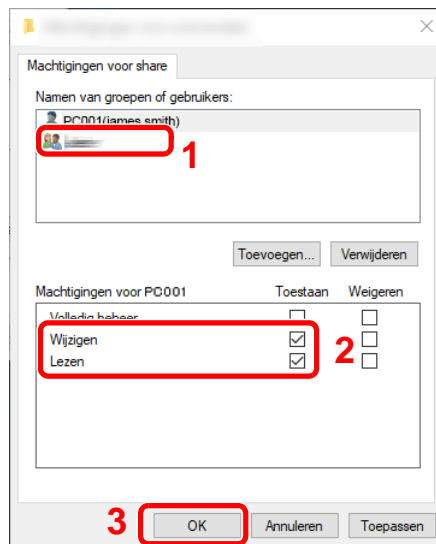 Machtigingen voor share
Namen van groepen of gebruikers:
PC001(james smith)
1
Toevoegen... Verwijderen
Machtigingen voor PC001 Toestaan Weigeren
Volledig beheer
Wijzigen
Lezen
2
3
OK Annuleren Toepassen